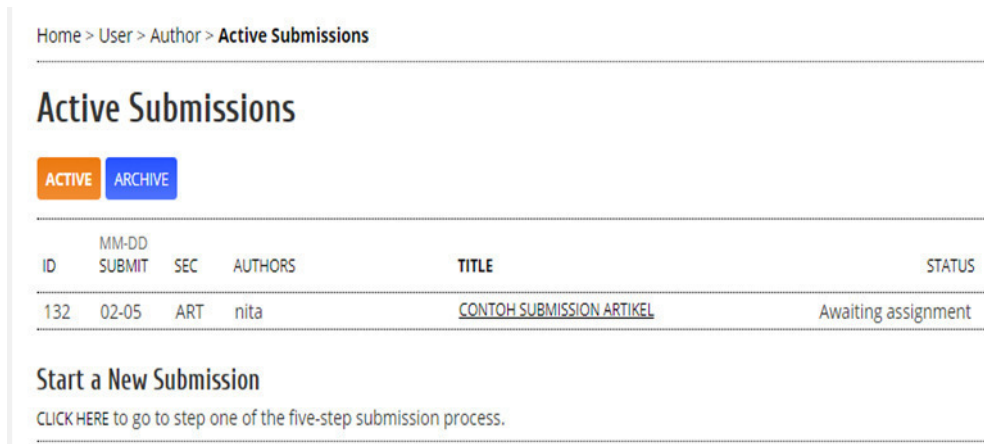 Home > User > Author > Active Submissions
Active Submissions
ACTIVE ARCHIVE
MM-DD
ID SUBMIT SEC AUTHORS TITLE STATUS
132 02-05 ART nita CONTOH SUBMISSION ARTIKEL Awaiting assignment
Start a New Submission
CLICK HERE to go to step one of the five-step submission process.